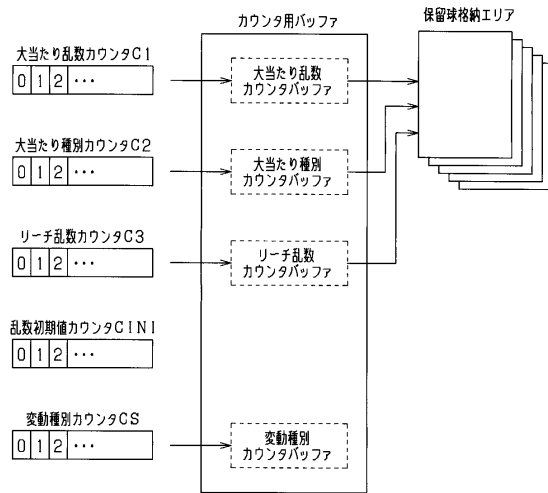 カウンタ用バッファ
保留球格納エリア
大当たり乱数カウンタC1
0 1 2 ···
大当たり乱数
カウンタバッファ
大当たり種別カウンタC2
0 1 2 ···
大当たり種別
カウンタバッファ
リーチ乱数カウンタC3
0 1 2 ···
リーチ乱数
カウンタバッファ
乱数初期値カウンタCINI
0 1 2 ···
変動種別カウンタCS
0 1 2 ···
変動種別
カウンタバッファ